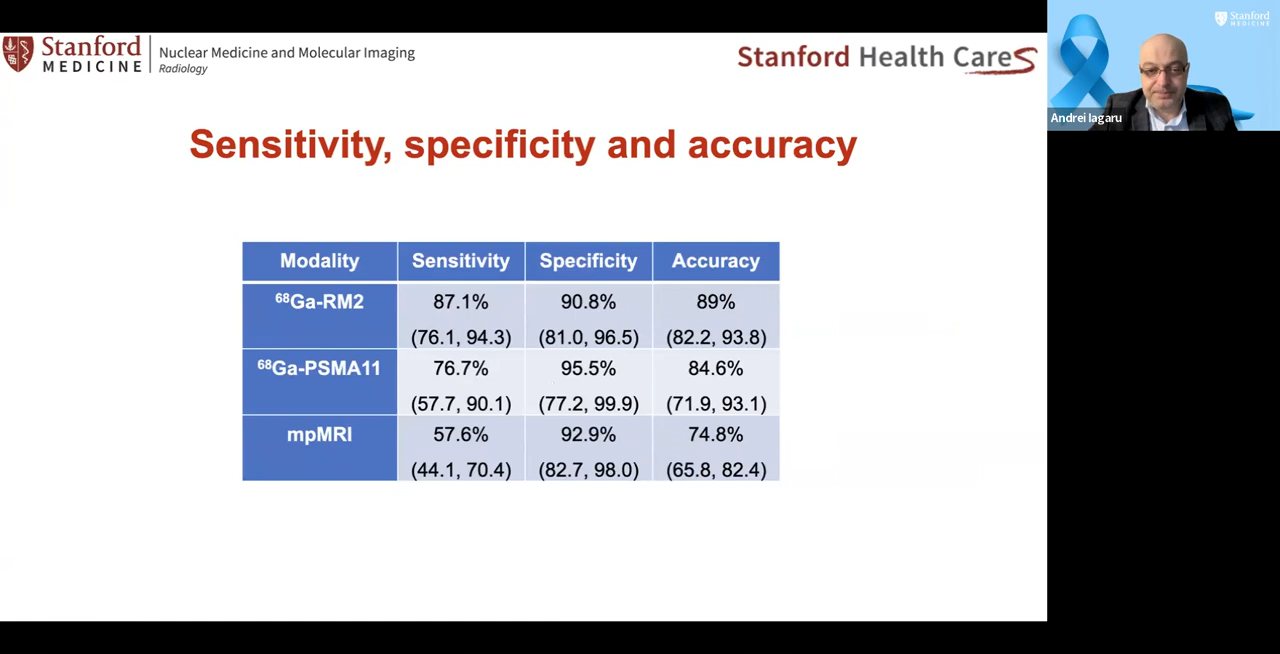 Stanford
MEDICINE
Nuclear Medicine and Molecular Imaging
Radiology
Stanford Health Care
Stanford
MEDICINE
Andrei Iagaru
Sensitivity, specificity and accuracy
Modality Sensitivity Specificity Accuracy
⁶⁸Ga-RM2 87.1% 90.8% 89%
(76.1, 94.3) (81.0, 96.5) (82.2, 93.8)
⁶⁸Ga-PSMA11 76.7% 95.5% 84.6%
(57.7, 90.1) (77.2, 99.9) (71.9, 93.1)
mpMRI 57.6% 92.9% 74.8%
(44.1, 70.4) (82.7, 98.0) (65.8, 82.4)